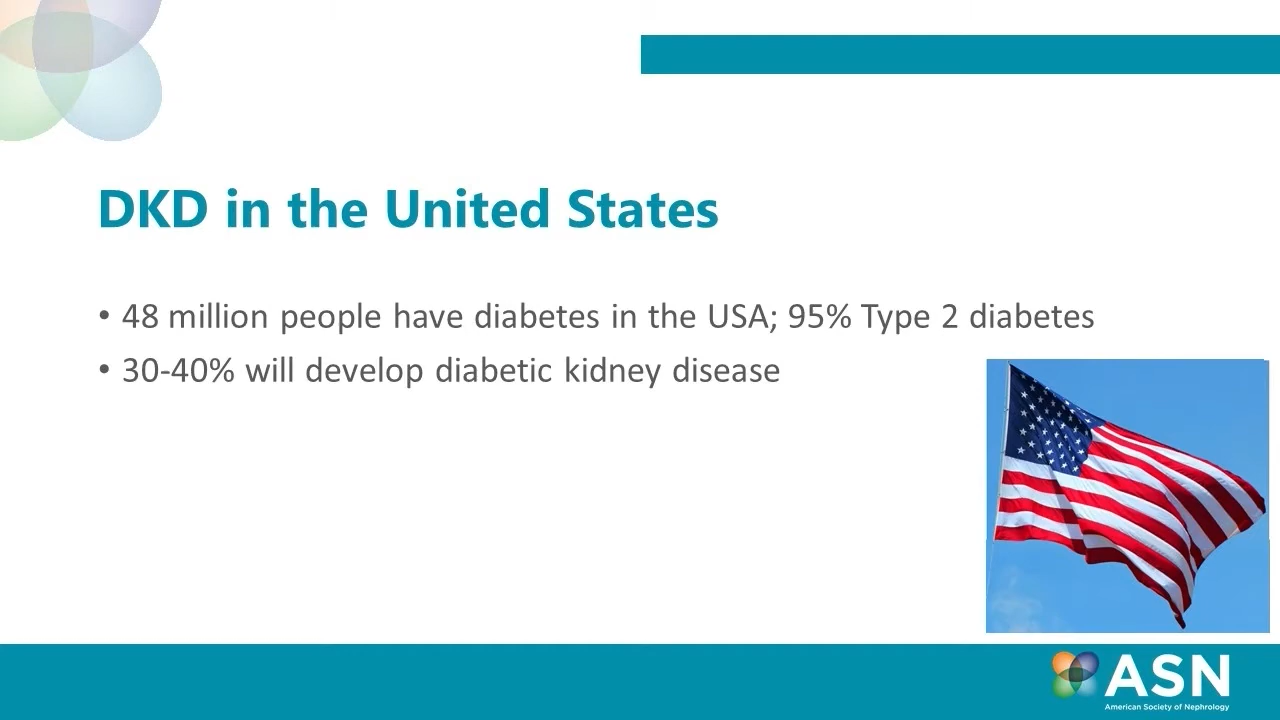 DKD in the United States
• 48 million people have diabetes in the USA; 95% Type 2 diabetes
• 30-40% will develop diabetic kidney disease
ASN
American Society of Nephrology